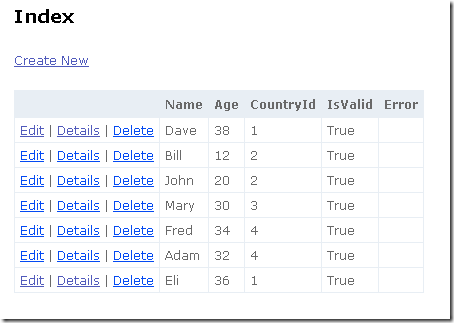 Index
Create New
Name Age CountryId IsValid Error
Edit | Details | Delete Dave 38 1 True
Edit | Details | Delete Bill 12 2 True
Edit | Details | Delete John 20 2 True
Edit | Details | Delete Mary 30 3 True
Edit | Details | Delete Fred 34 4 True
Edit | Details | Delete Adam 32 4 True
Edit | Details | Delete Eli 36 1 True